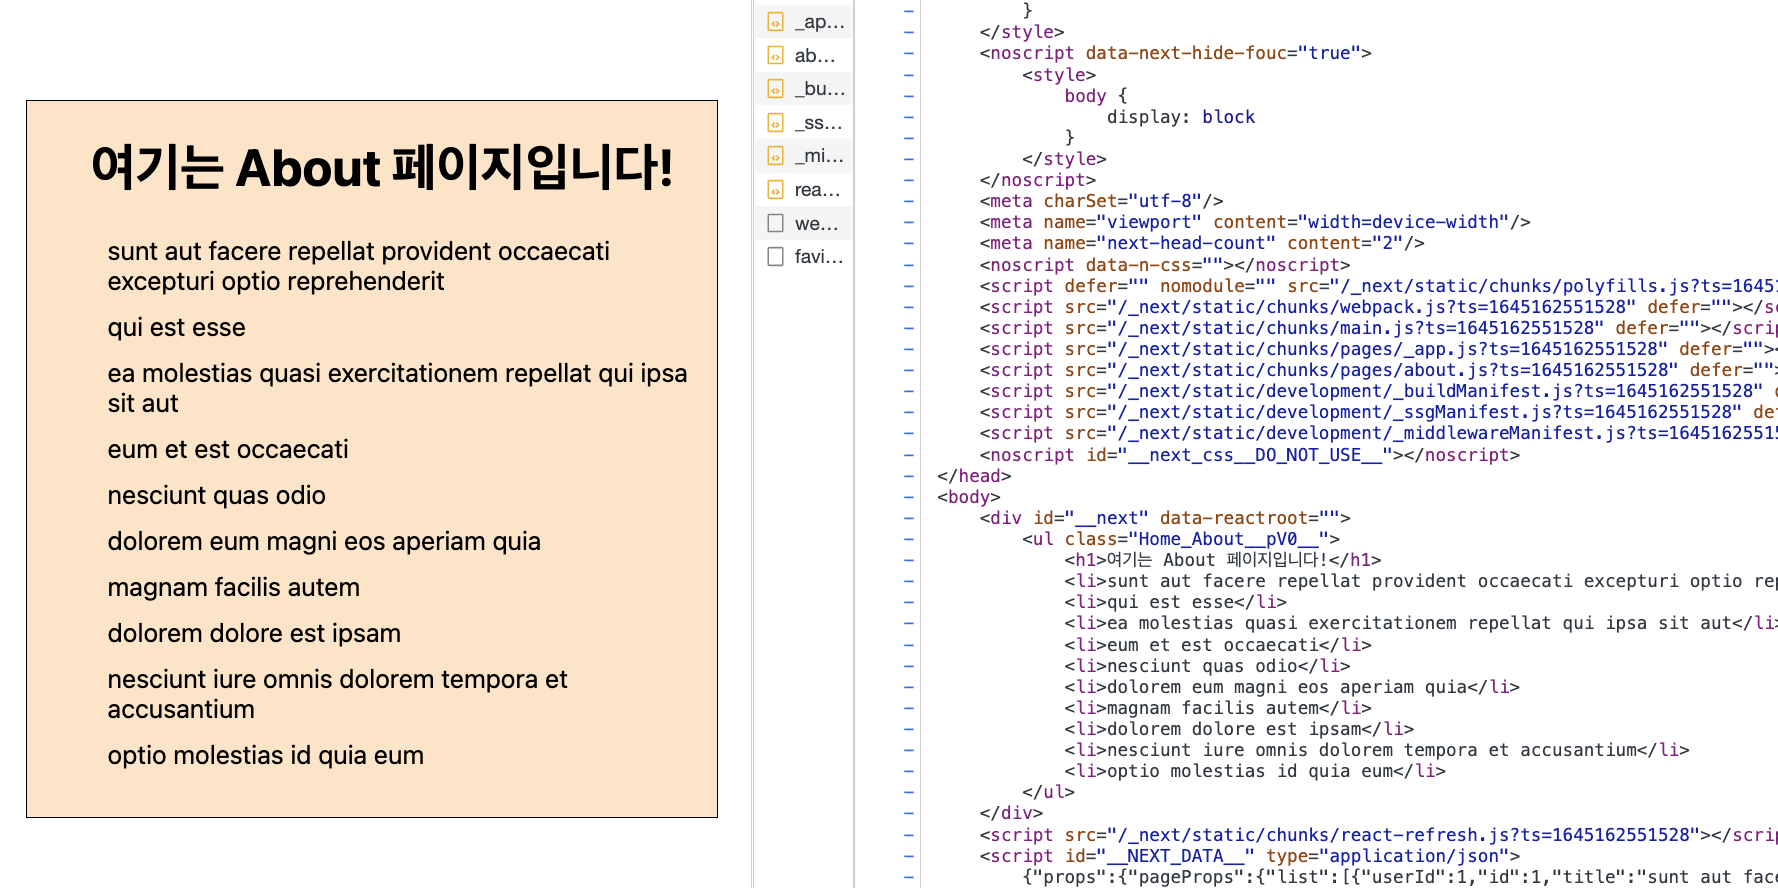 여기는 About 페이지입니다!
sunt aut facere repellat provident occaecati
excepturi optio reprehenderit
qui est esse
ea molestias quasi exercitationem repellat qui ipsa
sit aut
eum et est occaecati
nesciunt quas odio
dolorem eum magni eos aperiam quia
magnam facilis autem
dolorem dolore est ipsam
nesciunt iure omnis dolorem tempora et
accusantium
optio molestias id quia eum
_ap...
ab...
_bu...
_ss...
_mi...
rea...
we...
favi...
}
</style>
<noscript data-next-hide-fouc="true">
<style>
body {
display: block
}
</style>
</noscript>
<meta charSet="utf-8"/>
<meta name="viewport" content="width=device-width"/>
<meta name="next-head-count" content="2"/>
<noscript data-n-css=""></noscript>
<script defer="" nomodule="" src="/_next/static/chunks/polyfills.js?ts=16451
<script src="/_next/static/chunks/webpack.js?ts=1645162551528" defer=""></sc
<script src="/_next/static/chunks/main.js?ts=1645162551528" defer=""></scrip
<script src="/_next/static/chunks/pages/_app.js?ts=1645162551528" defer=""><
<script src="/_next/static/chunks/pages/about.js?ts=1645162551528" defer="">
<script src="/_next/static/development/_buildManifest.js?ts=1645162551528" d
<script src="/_next/static/development/_ssgManifest.js?ts=1645162551528" def
<script src="/_next/static/development/_middlewareManifest.js?ts=16451625515
<noscript id="__next_css__DO_NOT_USE__"></noscript>
</head>
<body>
<div id="__next" data-reactroot="">
<ul class="Home_About__pV0__">
<h1>여기는 About 페이지입니다!</h1>
<li>sunt aut facere repellat provident occaecati excepturi optio rep
<li>qui est esse</li>
<li>ea molestias quasi exercitationem repellat qui ipsa sit aut</li>
<li>eum et est occaecati</li>
<li>nesciunt quas odio</li>
<li>dolorem eum magni eos aperiam quia</li>
<li>magnam facilis autem</li>
<li>dolorem dolore est ipsam</li>
<li>nesciunt iure omnis dolorem tempora et accusantium</li>
<li>optio molestias id quia eum</li>
</ul>
</div>
<script src="/_next/static/chunks/react-refresh.js?ts=1645162551528"></scrip
<script id="__NEXT_DATA__" type="application/json">
{"props":{"pageProps":{"list":[{"userId":1,"id":1,"title":"sunt aut face